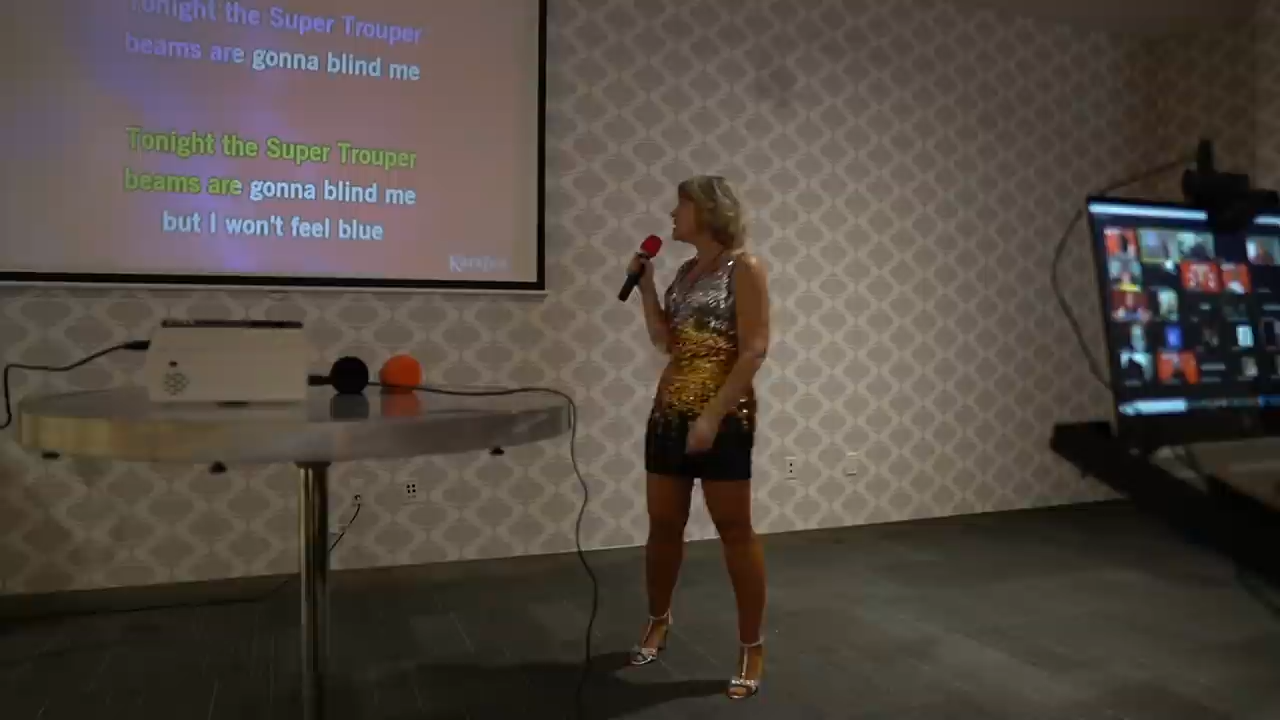 Tonight the Super Trouper
beams are gonna blind me
Tonight the Super Trouper
beams are gonna blind me
but I won't feel blue